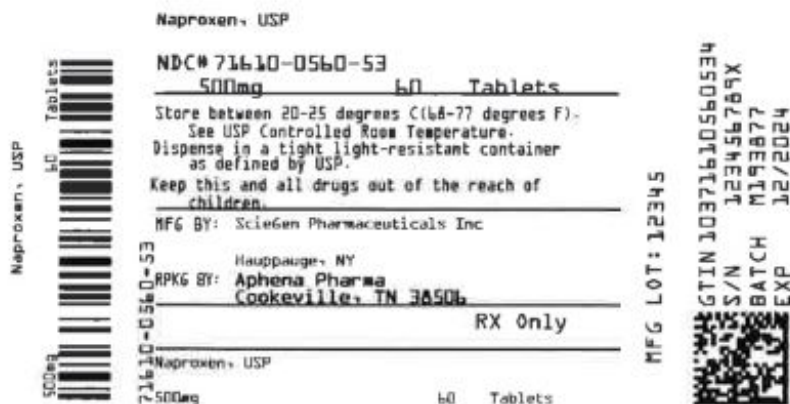 Naproxen, USP
NDC# 71610-0560-53
500mg 60 Tablets
Store between 20-25 degrees C(68-77 degrees F).
See USP Controlled Room Temperature.
Dispense in a tight light-resistant container
as defined by USP.
Keep this and all drugs out of the reach of
children.
MFG BY: ScieGen Pharmaceuticals Inc
Hauppauge, NY
RPKG BY: Aphena Pharma
Cookeville, TN 38506
RX Only
Naproxen, USP
500mg 60 Tablets
Naproxen, USP
500mg 60 Tablets
71610-0560-53
MFG LOT: 12345
GTIN 10371610560534
S/N 123456789X
BATCH M193877
EXP 12/2024